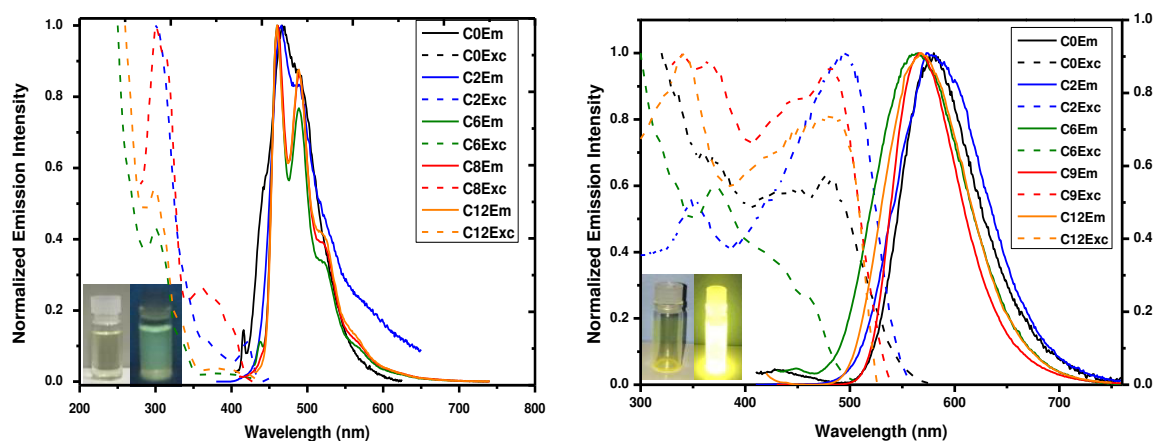 1.0
0.8
0.6
0.4
0.2
0.0
Normalized Emission Intensity
200
300
400
500
600
700
800
Wavelength (nm)
C0Em
C0Exc
C2Em
C2Exc
C6Em
C6Exc
C8Em
C8Exc
C12Em
C12Exc
1.0
0.8
0.6
0.4
0.2
0.0
Normalized Emission Intensity
300
400
500
600
700
Wavelength (nm)
C0Em
C0Exc
C2Em
C2Exc
C6Em
C6Exc
C9Em
C9Exc
C12Em
C12Exc
1.0
0.8
0.6
0.4
0.2
0.0